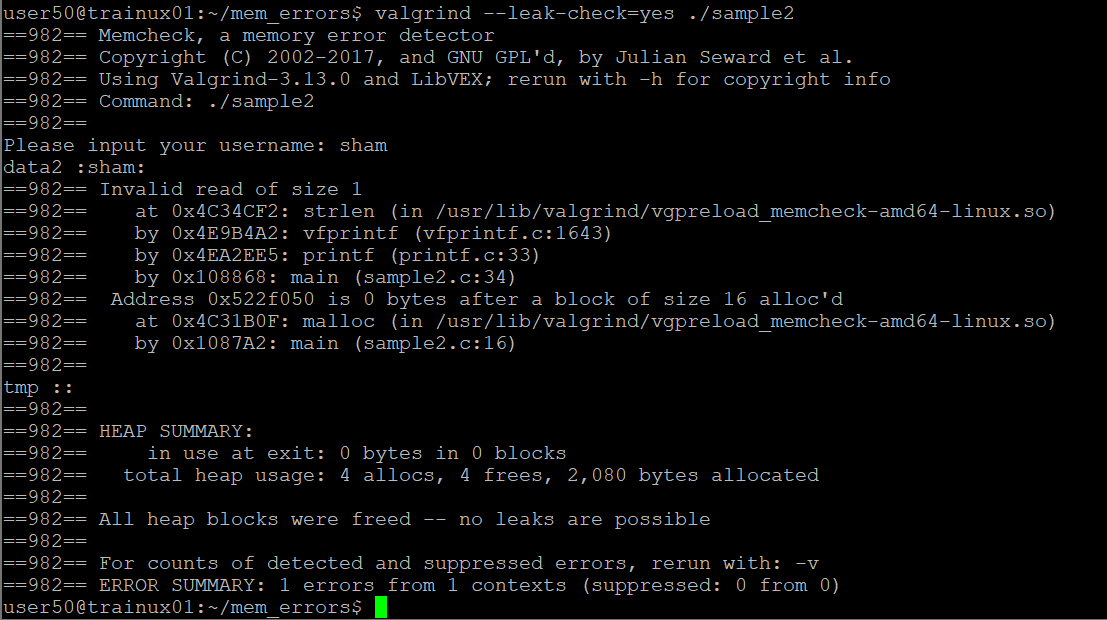 user50@trainux01:~/mem_errors$ valgrind --leak-check=yes ./sample2
==982== Memcheck, a memory error detector
==982== Copyright (C) 2002-2017, and GNU GPL'd, by Julian Seward et al.
==982== Using Valgrind-3.13.0 and LibVEX; rerun with -h for copyright info
==982== Command: ./sample2
==982==
Please input your username: sham
data2 :sham:
==982== Invalid read of size 1
==982==    at 0x4C34CF2: strlen (in /usr/lib/valgrind/vgpreload_memcheck-amd64-linux.so)
==982==    by 0x4E9B4A2: vfprintf (vfprintf.c:1643)
==982==    by 0x4EA2EE5: printf (printf.c:33)
==982==    by 0x108868: main (sample2.c:34)
==982==  Address 0x522f050 is 0 bytes after a block of size 16 alloc'd
==982==    at 0x4C31B0F: malloc (in /usr/lib/valgrind/vgpreload_memcheck-amd64-linux.so)
==982==    by 0x1087A2: main (sample2.c:16)
==982==
tmp ::
==982==
==982== HEAP SUMMARY:
==982==     in use at exit: 0 bytes in 0 blocks
==982==   total heap usage: 4 allocs, 4 frees, 2,080 bytes allocated
==982==
==982== All heap blocks were freed -- no leaks are possible
==982==
==982== For counts of detected and suppressed errors, rerun with: -v
==982== ERROR SUMMARY: 1 errors from 1 contexts (suppressed: 0 from 0)
user50@trainux01:~/mem_errors$